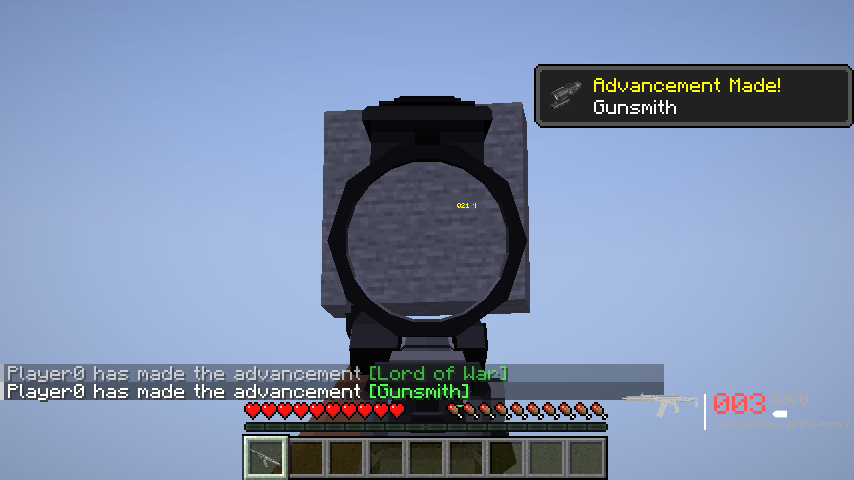 Advancement Made!
Gunsmith
Player0 has made the advancement [Lord of War]
Player0 has made the advancement [Gunsmith]
003